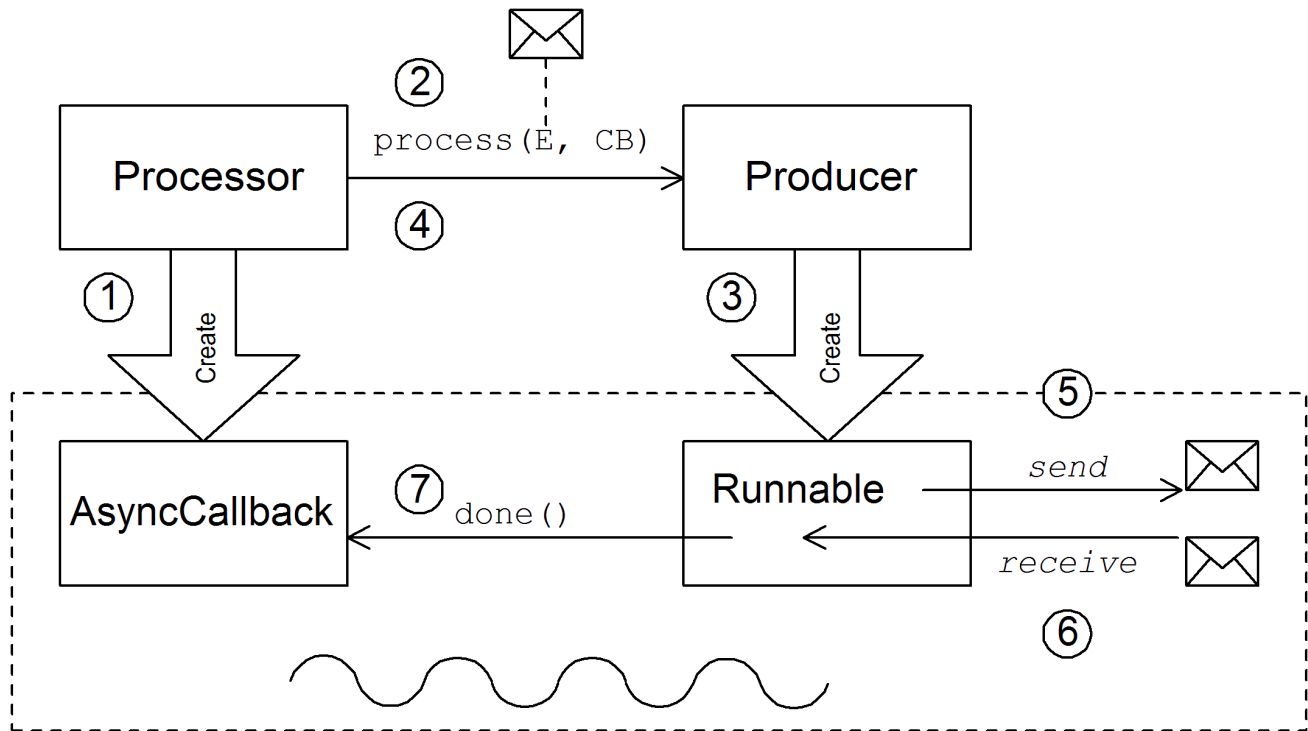 2
process(E, CB)
Processor
Producer
4
1
Create
3
Create
5
AsyncCallback
7
done()
Runnable
send
receive
6